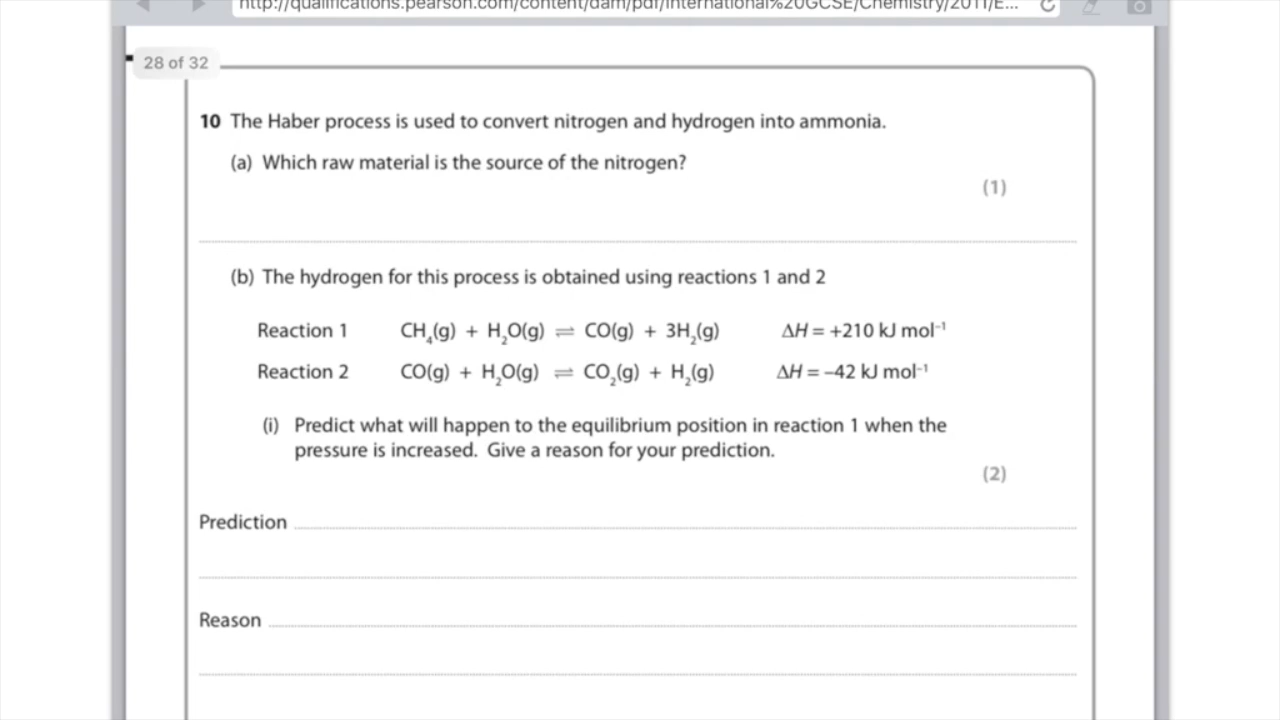 http://qualifications.pearson.com/content/dam/pdf/International%20GCSE/Chemistry/2011/E...
28 of 32
10 The Haber process is used to convert nitrogen and hydrogen into ammonia.
(a) Which raw material is the source of the nitrogen?
(1)
(b) The hydrogen for this process is obtained using reactions 1 and 2
Reaction 1 CH₄(g) + H₂O(g) ⇌ CO(g) + 3H₂(g) ΔH = +210 kJ mol⁻¹
Reaction 2 CO(g) + H₂O(g) ⇌ CO₂(g) + H₂(g) ΔH = –42 kJ mol⁻¹
(i) Predict what will happen to the equilibrium position in reaction 1 when the
pressure is increased. Give a reason for your prediction.
(2)
Prediction
Reason